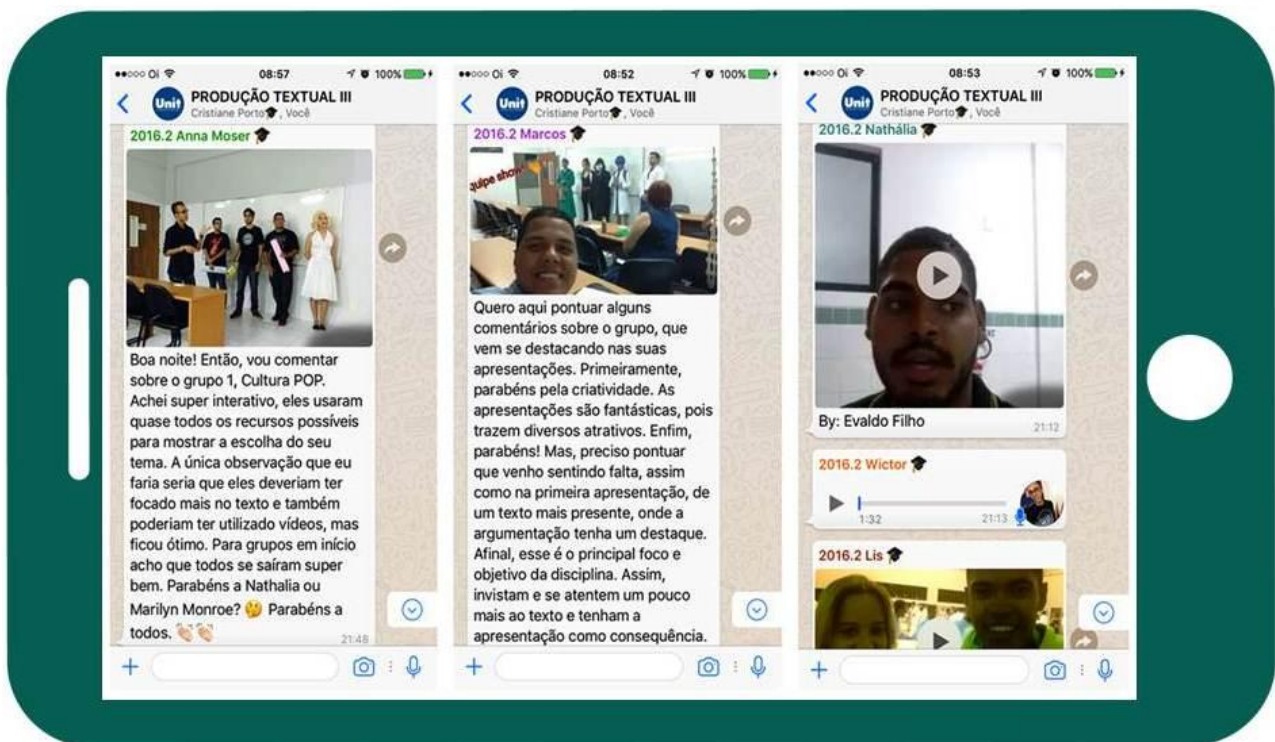 ●●○○○ Oi 08:57 100%
Unit
PRODUÇÃO TEXTUAL III
Cristiane Porto🎓, Você
2016.2 Anna Moser 🎓
Boa noite! Então, vou comentar
sobre o grupo 1, Cultura POP.
Achei super interativo, eles usaram
quase todos os recursos possíveis
para mostrar a escolha do seu
tema. A única observação que eu
faria seria que eles deveriam ter
focado mais no texto e também
poderiam ter utilizado vídeos, mas
ficou ótimo. Para grupos em início
acho que todos se saíram super
bem. Parabéns a Nathalia ou
Marilyn Monroe? 🤔 Parabéns a
todos. 👏🏻👏🏻
21:48
●●○○○ Oi 08:52 100%
Unit
PRODUÇÃO TEXTUAL III
Cristiane Porto🎓, Você
2016.2 Marcos 🎓
quipe show!
Quero aqui pontuar alguns
comentários sobre o grupo, que
vem se destacando nas suas
apresentações. Primeiramente,
parabéns pela criatividade. As
apresentações são fantásticas, pois
trazem diversos atrativos. Enfim,
parabéns! Mas, preciso pontuar
que venho sentindo falta, assim
como na primeira apresentação, de
um texto mais presente, onde a
argumentação tenha um destaque.
Afinal, esse é o principal foco e
objetivo da disciplina. Assim,
invistam e se atentem um pouco
mais ao texto e tenham a
apresentação como consequência.
●●○○○ Oi 08:53 100%
Unit
PRODUÇÃO TEXTUAL III
Cristiane Porto🎓, Você
2016.2 Nathália 🎓
By: Evaldo Filho
21:12
2016.2 Wictor 🎓
1:32 21:13
2016.2 Lis 🎓